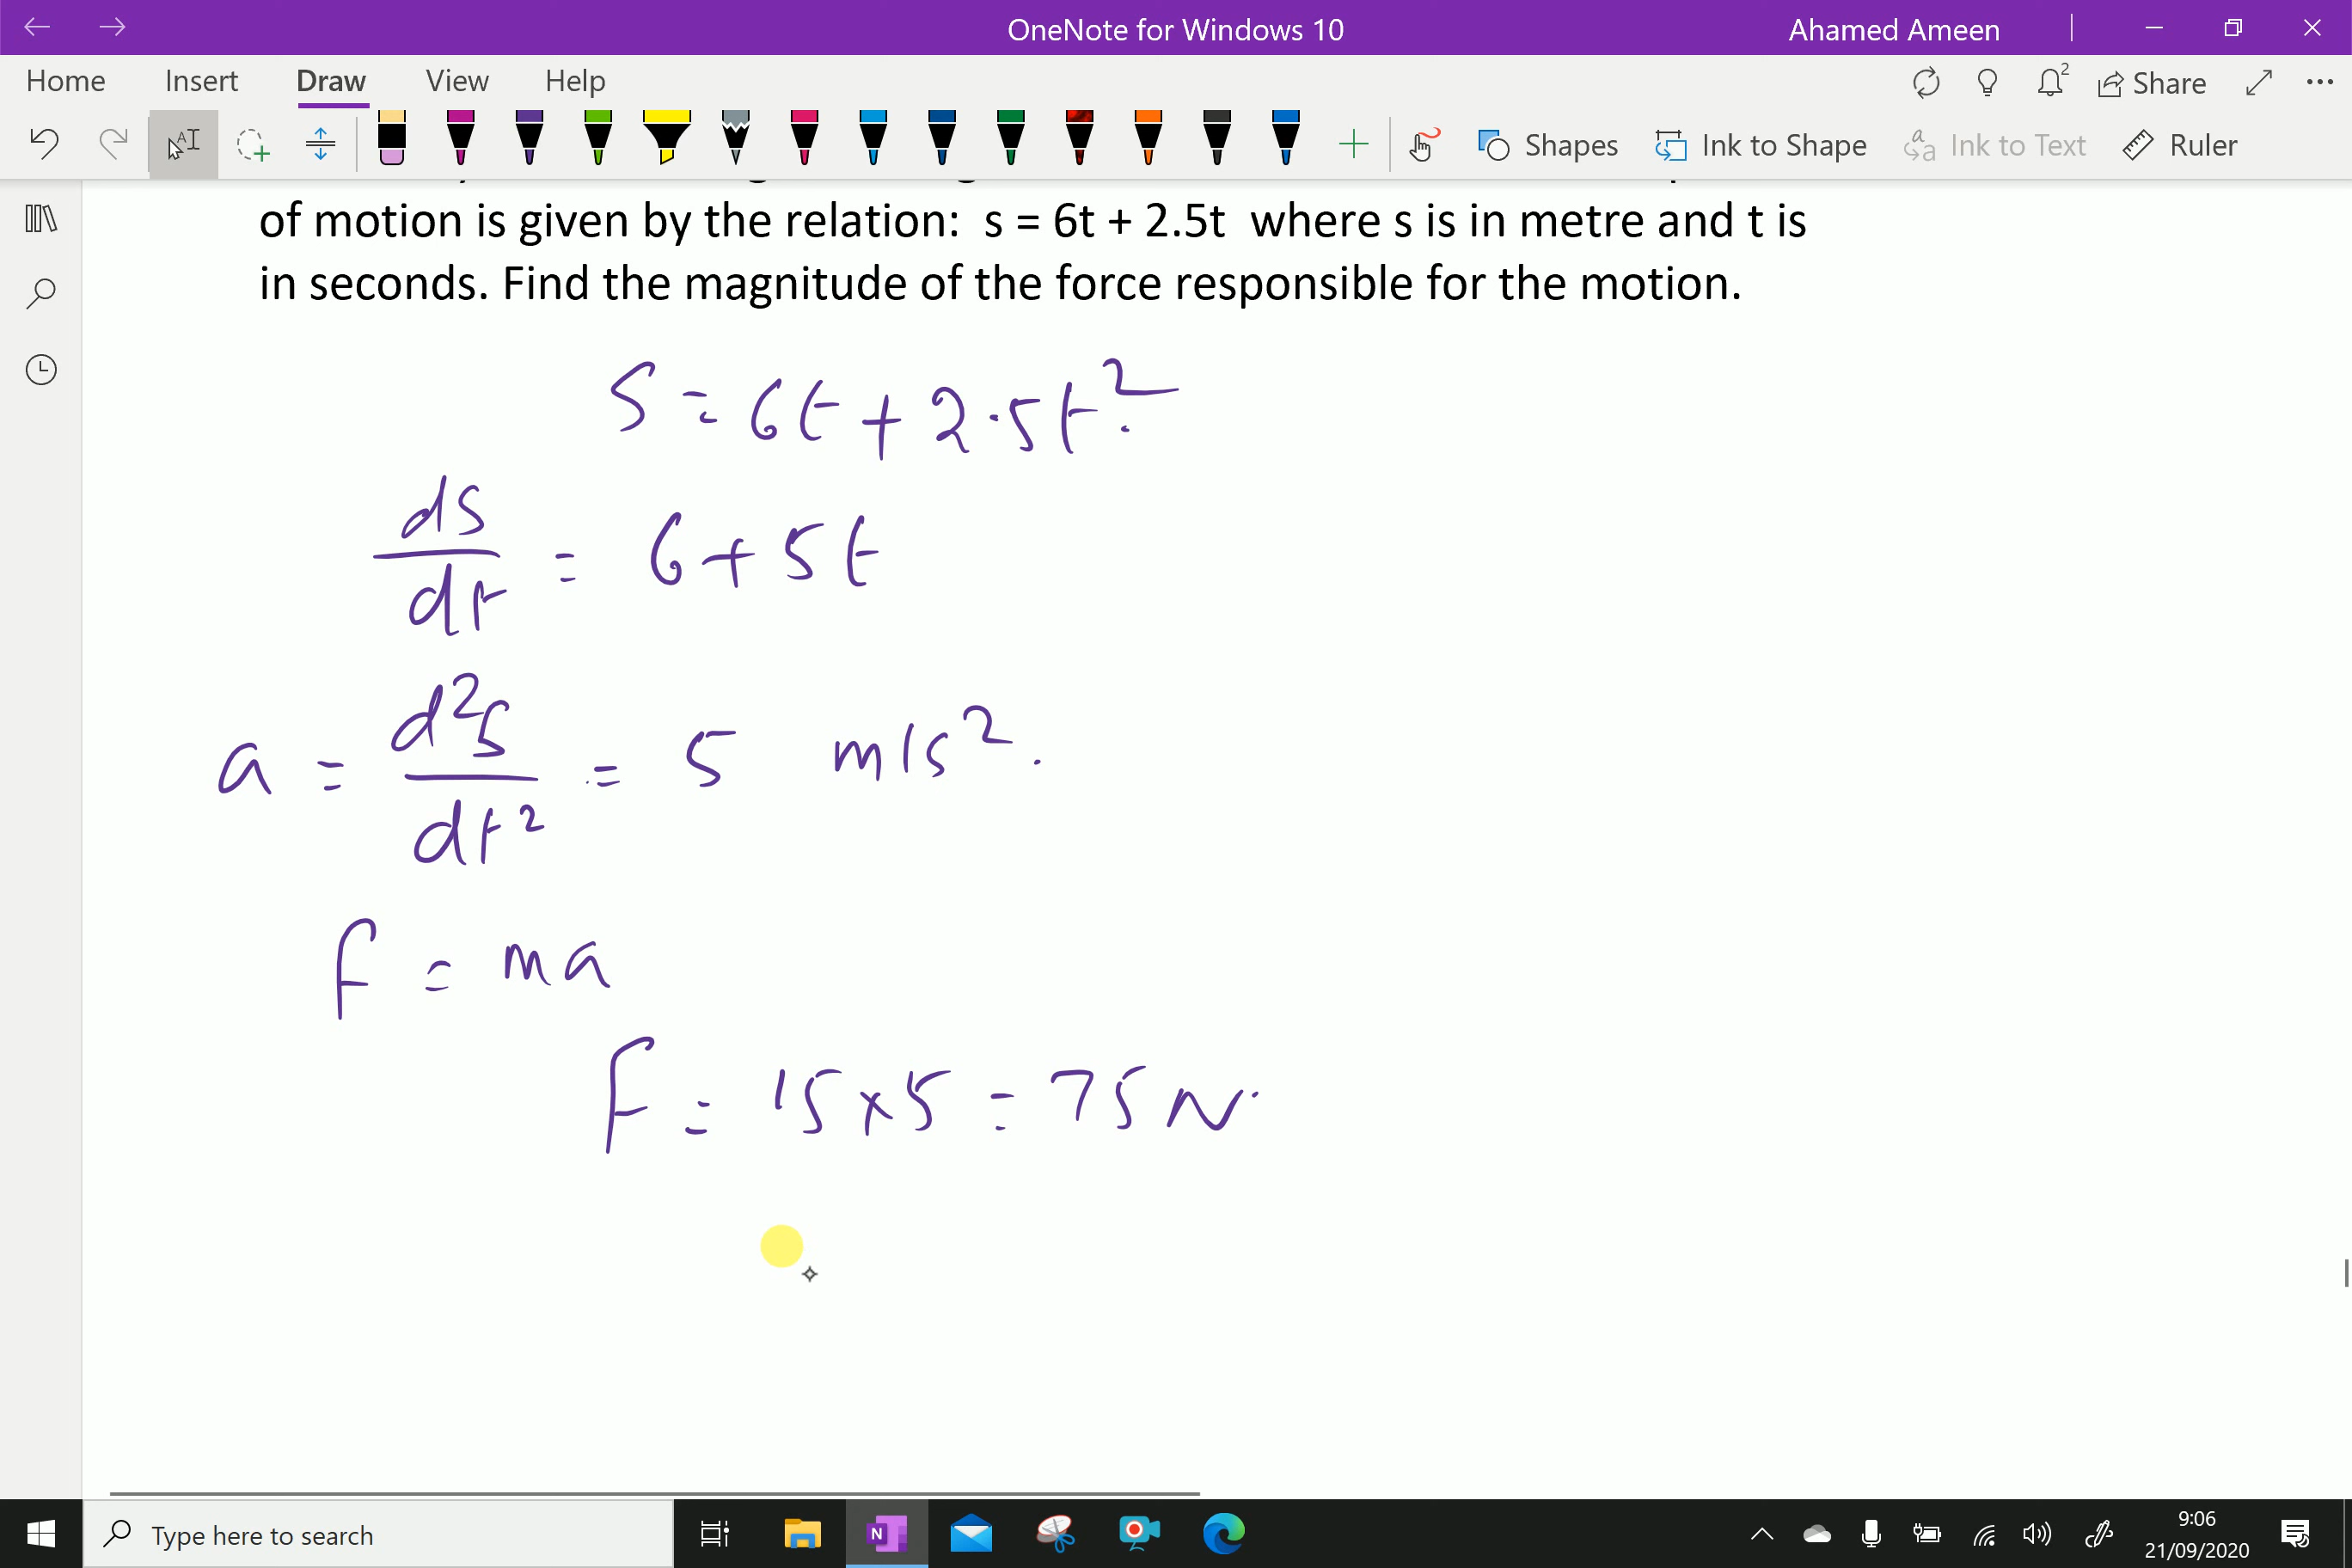 OneNote for Windows 10
Ahamed Ameen
Home Insert Draw View Help
2
Share
Shapes Ink to Shape Ink to Text Ruler
of motion is given by the relation: s = 6t + 2.5t where s is in metre and t is
in seconds. Find the magnitude of the force responsible for the motion.
S = 6t + 2.5t².
ds/dt = 6 + 5t
a = d²s/dt² = 5 m/s².
F = ma
F = 15 x 5 = 75 N.
Type here to search
9:06
21/09/2020